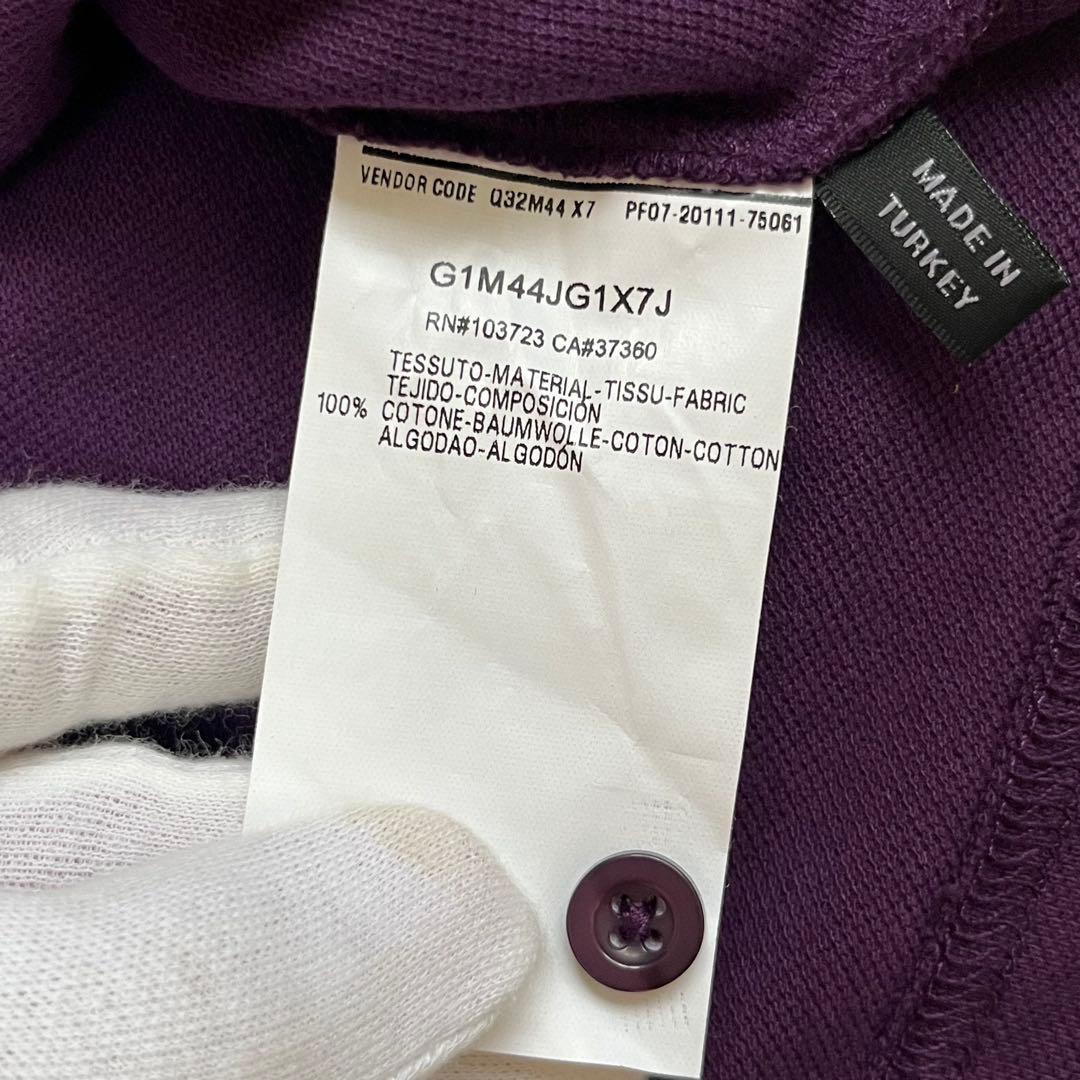 VENDOR CODE Q32M44 X7 PF07-20111-75061
G1M44JG1X7J
RN#103723 CA#37360
TESSUTO-MATERIAL-TISSU-FABRIC
TEJIDO-COMPOSICIÓN
100% COTONE-BAUMWOLLE-COTON-COTTON
ALGODAO-ALGODÓN
MADE IN
TURKEY